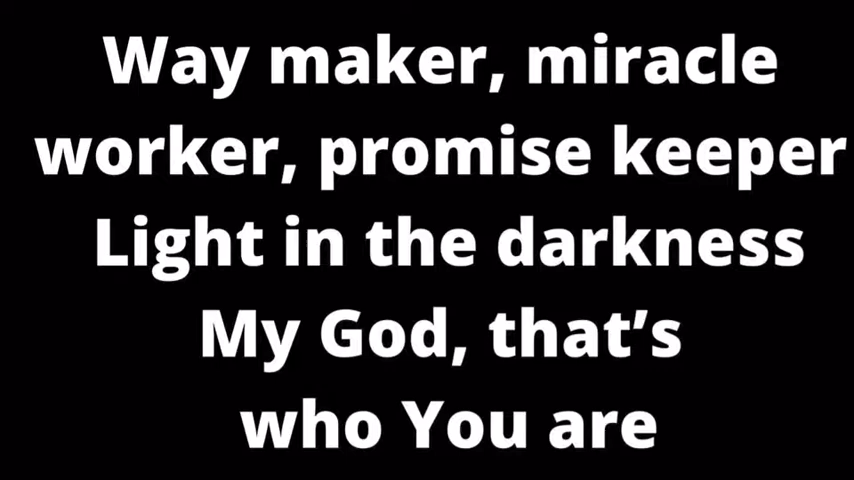 Way maker, miracle
worker, promise keeper
Light in the darkness
My God, that’s
who You are